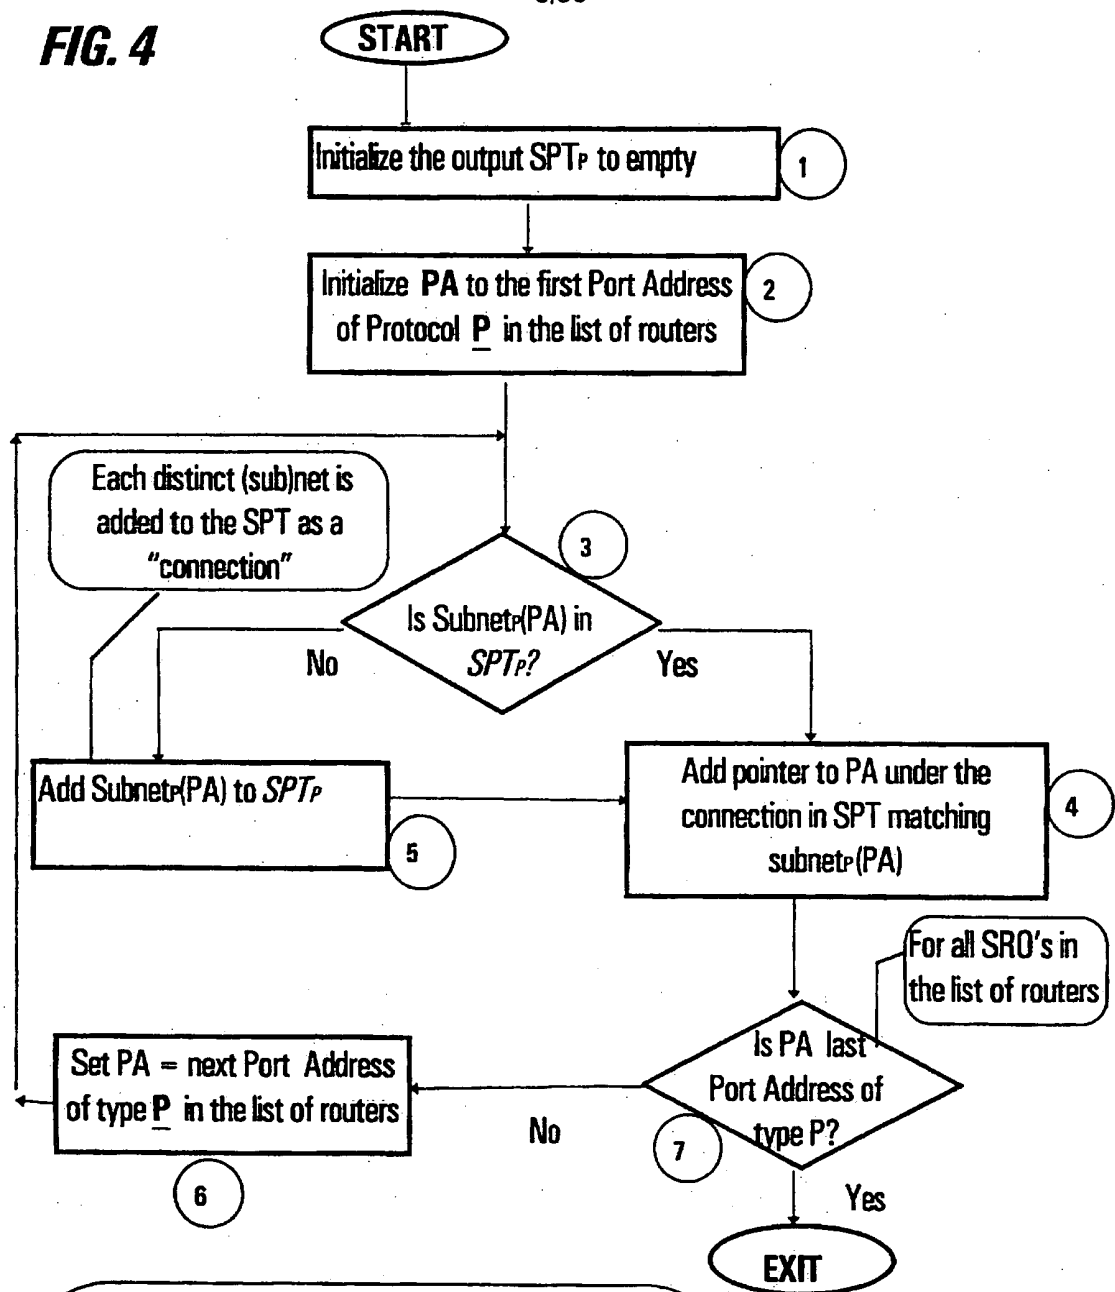 FIG. 4
START
Initialize the output SPTP to empty
1
Initialize PA to the first Port Address
of Protocol P in the list of routers
2
Each distinct (sub)net is
added to the SPT as a
"connection"
3
Is SubnetP(PA) in
SPTP?
No
Yes
Add SubnetP(PA) to SPTP
5
Add pointer to PA under the
connection in SPT matching
subnetP(PA)
4
For all SRO's in
the list of routers
Is PA last
Port Address of
type P?
7
No
Set PA = next Port Address
of type P in the list of routers
6
Yes
EXIT